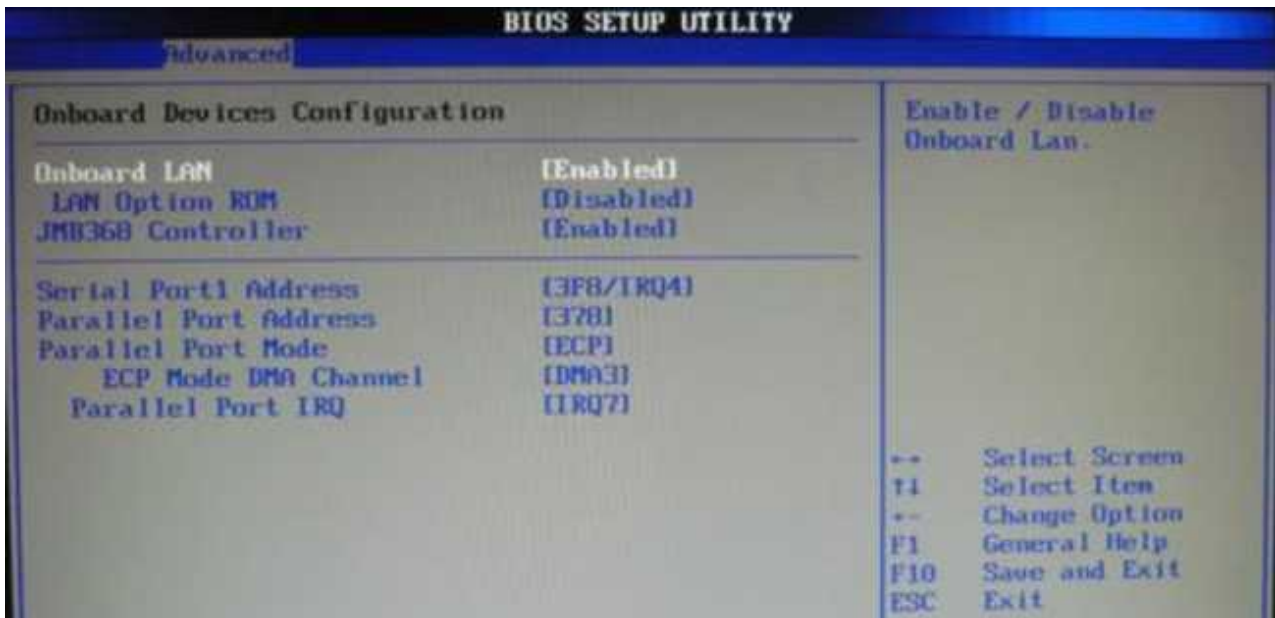 BIOS SETUP UTILITY
Advanced
Onboard Devices Configuration
Onboard LAN [Enabled]
LAN Option ROM [Disabled]
JMB368 Controller [Enabled]
Serial Port1 Address [3F8/IRQ4]
Parallel Port Address [378]
Parallel Port Mode [ECP]
ECP Mode DMA Channel [DMA3]
Parallel Port IRQ [IRQ7]
Enable / Disable
Onboard Lan.
←→ Select Screen
↑↓ Select Item
+- Change Option
F1 General Help
F10 Save and Exit
ESC Exit